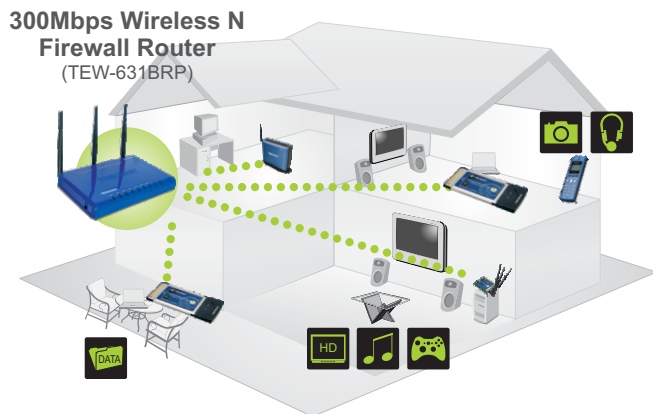 300Mbps Wireless N
Firewall Router
(TEW-631BRP)
DATA
HD